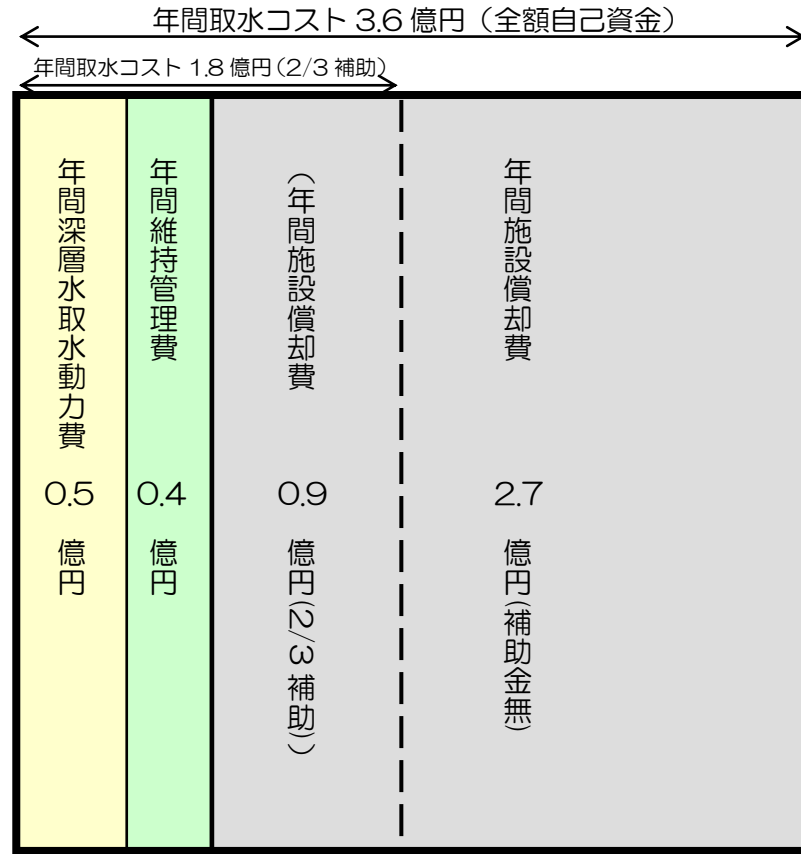 年間取水コスト 3.6 億円（全額自己資金）
年間取水コスト 1.8 億円（2/3 補助）
年間深層水取水動力費 0.5 億円
年間維持管理費 0.4 億円
（年間施設償却費 0.9 億円（2/3 補助））
年間施設償却費 2.7 億円（補助金無）